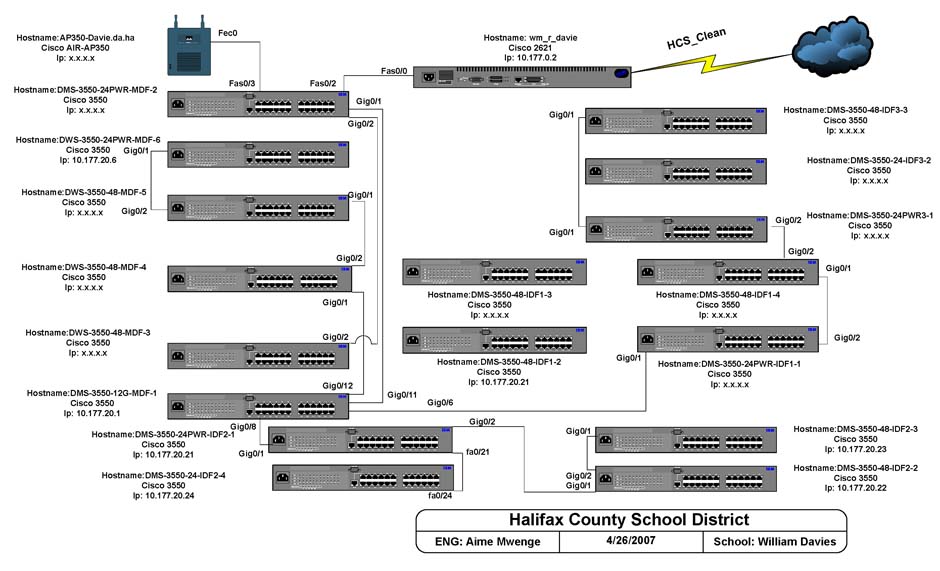 Hostname:AP350-Davie.da.ha
Cisco AIR-AP350
Ip: x.x.x.x
Fec0
Hostname: wm_r_davie
Cisco 2621
Ip: 10.177.0.2
HCS_Clean
Fas0/3
Fas0/2
Fas0/0
Hostname:DMS-3550-24PWR-MDF-2
Cisco 3550
Ip: x.x.x.x
Gig0/1
Gig0/2
Hostname:DWS-3550-24PWR-MDF-6
Cisco 3550
Ip: 10.177.20.6
Gig0/1
Hostname:DWS-3550-48-MDF-5
Cisco 3550
Ip: x.x.x.x
Gig0/2
Gig0/1
Hostname:DWS-3550-48-MDF-4
Cisco 3550
Ip: x.x.x.x
Gig0/2
Gig0/1
Hostname:DWS-3550-48-MDF-3
Cisco 3550
Ip: x.x.x.x
Gig0/2
Hostname:DMS-3550-12G-MDF-1
Cisco 3550
Ip: 10.177.20.1
Gig0/12
Gig0/11
Gig0/6
Gig0/8
Gig0/1
Hostname:DMS-3550-48-IDF3-3
Cisco 3550
Ip: x.x.x.x
Hostname:DMS-3550-24-IDF3-2
Cisco 3550
Ip: x.x.x.x
Gig0/1
Gig0/2
Hostname:DMS-3550-24PWR3-1
Cisco 3550
Ip: x.x.x.x
Gig0/2
Gig0/1
Hostname:DMS-3550-48-IDF1-3
Cisco 3550
Ip: x.x.x.x
Hostname:DMS-3550-48-IDF1-4
Cisco 3550
Ip: x.x.x.x
Gig0/2
Hostname:DMS-3550-48-IDF1-2
Cisco 3550
Ip: 10.177.20.21
Gig0/1
Hostname:DMS-3550-24PWR-IDF1-1
Cisco 3550
Ip: x.x.x.x
Hostname:DMS-3550-24PWR-IDF2-1
Cisco 3550
Ip: 10.177.20.21
Gig0/1
Gig0/2
fa0/21
Hostname:DMS-3550-24-IDF2-4
Cisco 3550
Ip: 10.177.20.24
fa0/24
Gig0/1
Hostname:DMS-3550-48-IDF2-3
Cisco 3550
Ip: 10.177.20.23
Gig0/2
Gig0/1
Hostname:DMS-3550-48-IDF2-2
Cisco 3550
Ip: 10.177.20.22
Halifax County School District
ENG: Aime Mwenge
4/26/2007
School: William Davies